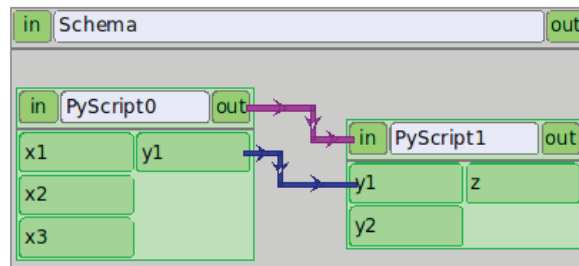 in Schema out
in PyScript0 out
in PyScript1 out
x1 y1
y1 z
x2
y2
x3